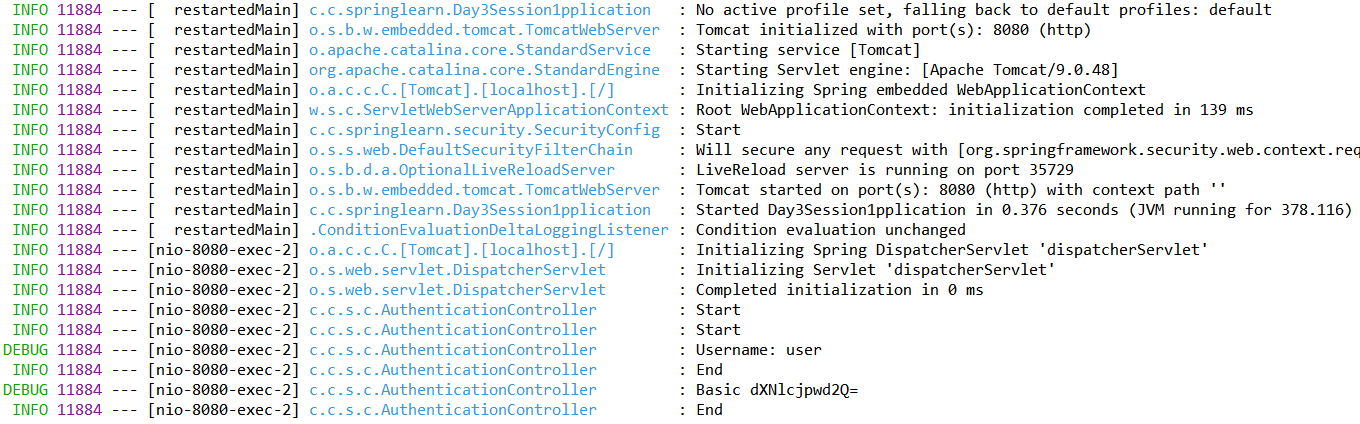 INFO 11884 --- [  restartedMain] c.c.springlearn.Day3Session1pplication   : No active profile set, falling back to default profiles: default
INFO 11884 --- [  restartedMain] o.s.b.w.embedded.tomcat.TomcatWebServer  : Tomcat initialized with port(s): 8080 (http)
INFO 11884 --- [  restartedMain] o.apache.catalina.core.StandardService   : Starting service [Tomcat]
INFO 11884 --- [  restartedMain] org.apache.catalina.core.StandardEngine  : Starting Servlet engine: [Apache Tomcat/9.0.48]
INFO 11884 --- [  restartedMain] o.a.c.c.C.[Tomcat].[localhost].[/]       : Initializing Spring embedded WebApplicationContext
INFO 11884 --- [  restartedMain] w.s.c.ServletWebServerApplicationContext : Root WebApplicationContext: initialization completed in 139 ms
INFO 11884 --- [  restartedMain] c.c.springlearn.security.SecurityConfig  : Start
INFO 11884 --- [  restartedMain] o.s.s.web.DefaultSecurityFilterChain     : Will secure any request with [org.springframework.security.web.context.req
INFO 11884 --- [  restartedMain] o.s.b.d.a.OptionalLiveReloadServer       : LiveReload server is running on port 35729
INFO 11884 --- [  restartedMain] o.s.b.w.embedded.tomcat.TomcatWebServer  : Tomcat started on port(s): 8080 (http) with context path ''
INFO 11884 --- [  restartedMain] c.c.springlearn.Day3Session1pplication   : Started Day3Session1pplication in 0.376 seconds (JVM running for 378.116)
INFO 11884 --- [  restartedMain] .ConditionEvaluationDeltaLoggingListener : Condition evaluation unchanged
INFO 11884 --- [nio-8080-exec-2] o.a.c.c.C.[Tomcat].[localhost].[/]       : Initializing Spring DispatcherServlet 'dispatcherServlet'
INFO 11884 --- [nio-8080-exec-2] o.s.web.servlet.DispatcherServlet        : Initializing Servlet 'dispatcherServlet'
INFO 11884 --- [nio-8080-exec-2] o.s.web.servlet.DispatcherServlet        : Completed initialization in 0 ms
INFO 11884 --- [nio-8080-exec-2] c.c.s.c.AuthenticationController         : Start
INFO 11884 --- [nio-8080-exec-2] c.c.s.c.AuthenticationController         : Start
DEBUG 11884 --- [nio-8080-exec-2] c.c.s.c.AuthenticationController         : Username: user
INFO 11884 --- [nio-8080-exec-2] c.c.s.c.AuthenticationController         : End
DEBUG 11884 --- [nio-8080-exec-2] c.c.s.c.AuthenticationController         : Basic dXNlcjpwd2Q=
INFO 11884 --- [nio-8080-exec-2] c.c.s.c.AuthenticationController         : End